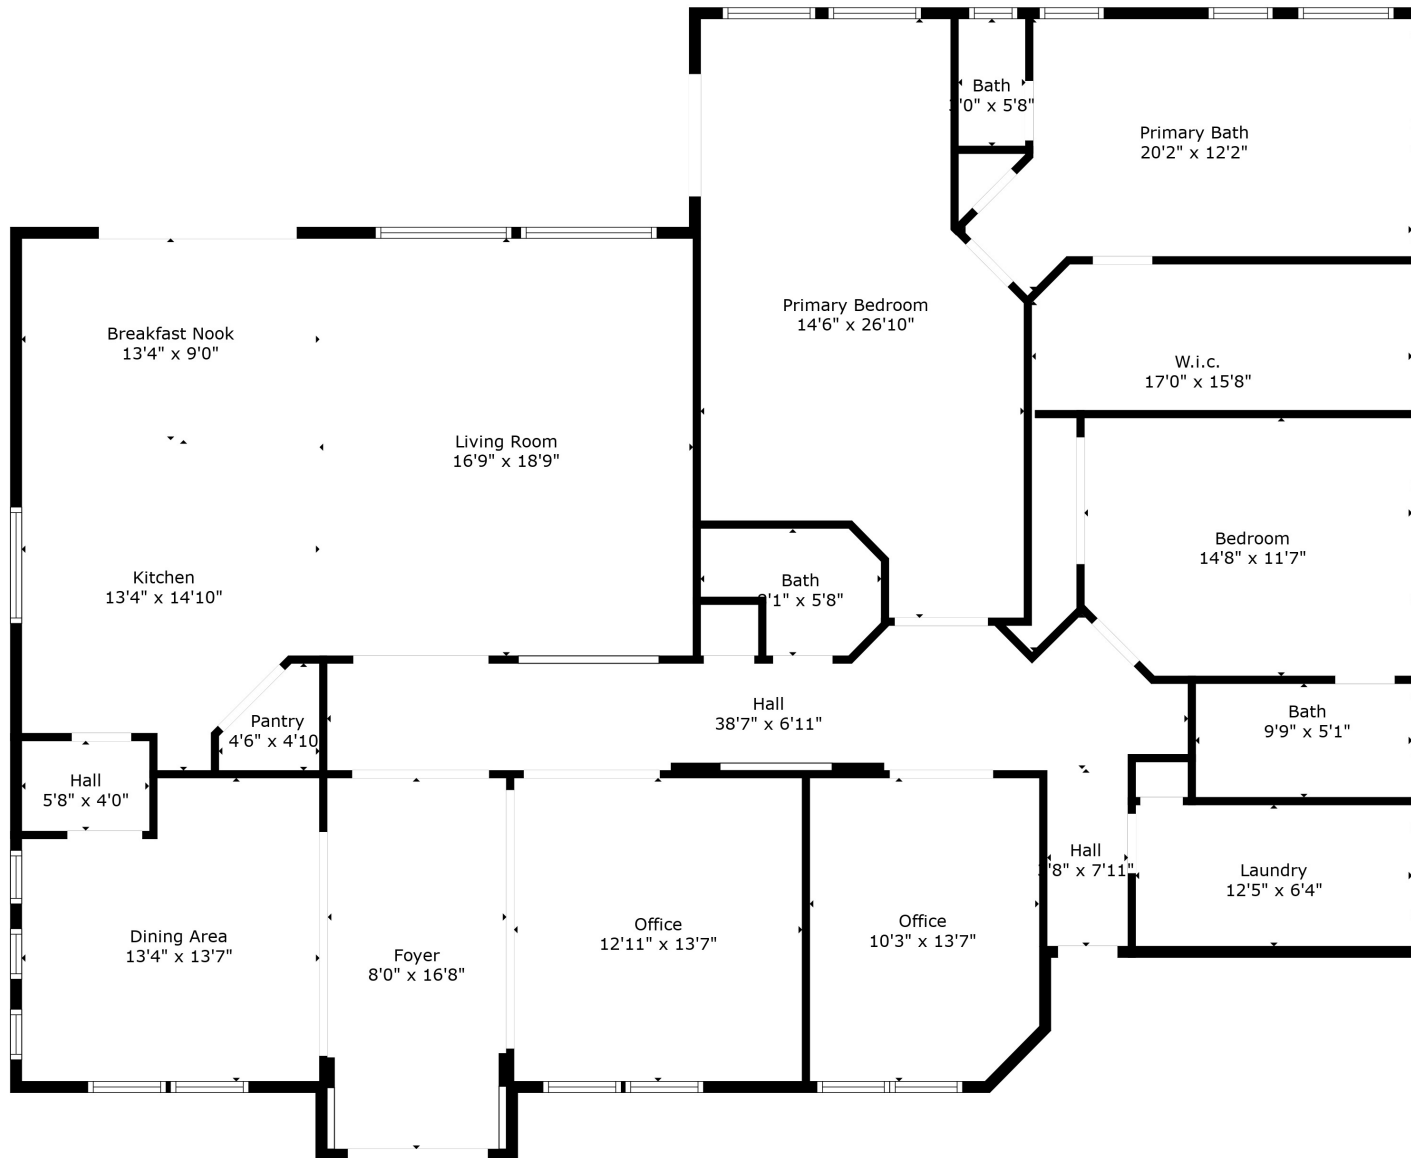 Bath
'0" x 5'8"
Primary Bath
20'2" x 12'2"
Primary Bedroom
14'6" x 26'10"
Breakfast Nook
13'4" x 9'0"
W.i.c.
17'0" x 15'8"
Living Room
16'9" x 18'9"
Bedroom
14'8" x 11'7"
Kitchen
13'4" x 14'10"
Bath
'1" x 5'8"
Hall
38'7" x 6'11"
Pantry
4'6" x 4'10
Bath
9'9" x 5'1"
Hall
5'8" x 4'0"
Hall
'8" x 7'11"
Laundry
12'5" x 6'4"
Dining Area
13'4" x 13'7"
Foyer
8'0" x 16'8"
Office
12'11" x 13'7"
Office
10'3" x 13'7"